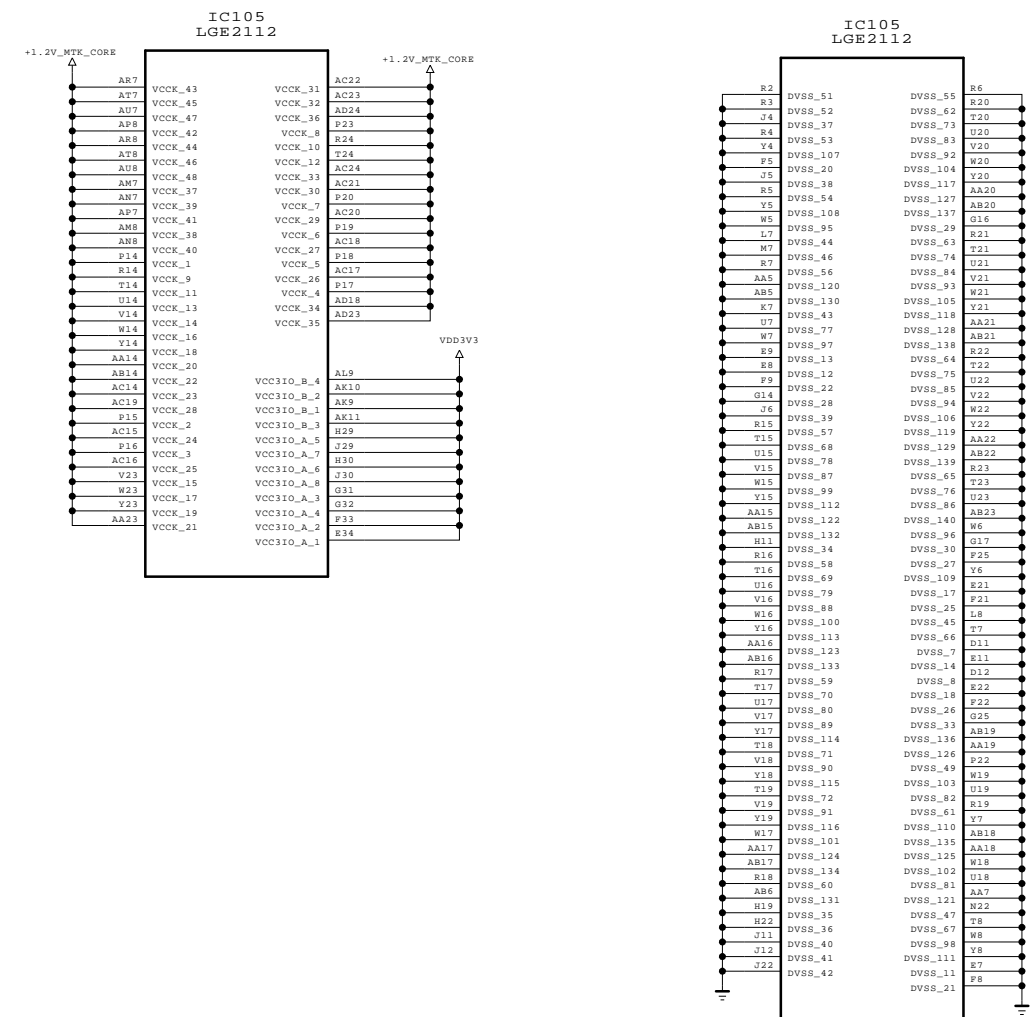 IC105
LGE2112
+1.2V_MTK_CORE
+1.2V_MTK_CORE
AR7 VCCK_43 VCCK_31 AC22
AT7 VCCK_45 VCCK_32 AC23
AU7 VCCK_47 VCCK_36 AD24
AP8 VCCK_42 VCCK_8 P23
AR8 VCCK_44 VCCK_10 R24
AT8 VCCK_46 VCCK_12 T24
AU8 VCCK_48 VCCK_33 AC24
AM7 VCCK_37 VCCK_30 AC21
AN7 VCCK_39 VCCK_7 P20
AP7 VCCK_41 VCCK_29 AC20
AM8 VCCK_38 VCCK_6 P19
AN8 VCCK_40 VCCK_27 AC18
P14 VCCK_1 VCCK_5 P18
R14 VCCK_9 VCCK_26 AC17
T14 VCCK_11 VCCK_4 P17
U14 VCCK_13 VCCK_34 AD18
V14 VCCK_14 VCCK_35 AD23
W14 VCCK_16
Y14 VCCK_18
VDD3V3
AA14 VCCK_20
AB14 VCCK_22 VCC3IO_B_4 AL9
AC14 VCCK_23 VCC3IO_B_2 AK10
AC19 VCCK_28 VCC3IO_B_1 AK9
P15 VCCK_2 VCC3IO_B_3 AK11
AC15 VCCK_24 VCC3IO_A_5 H29
P16 VCCK_3 VCC3IO_A_7 J29
AC16 VCCK_25 VCC3IO_A_6 H30
V23 VCCK_15 VCC3IO_A_8 J30
W23 VCCK_17 VCC3IO_A_3 G31
Y23 VCCK_19 VCC3IO_A_4 G32
AA23 VCCK_21 VCC3IO_A_2 F33
VCC3IO_A_1 E34
IC105
LGE2112
R2 DVSS_51 DVSS_55 R6
R3 DVSS_52 DVSS_62 R20
J4 DVSS_37 DVSS_73 T20
R4 DVSS_53 DVSS_83 U20
Y4 DVSS_107 DVSS_92 V20
F5 DVSS_20 DVSS_104 W20
J5 DVSS_38 DVSS_117 Y20
R5 DVSS_54 DVSS_127 AA20
Y5 DVSS_108 DVSS_137 AB20
W5 DVSS_95 DVSS_29 G16
L7 DVSS_44 DVSS_63 R21
M7 DVSS_46 DVSS_74 T21
R7 DVSS_56 DVSS_84 U21
AA5 DVSS_120 DVSS_93 V21
AB5 DVSS_130 DVSS_105 W21
K7 DVSS_43 DVSS_118 Y21
U7 DVSS_77 DVSS_128 AA21
W7 DVSS_97 DVSS_138 AB21
E9 DVSS_13 DVSS_64 R22
E8 DVSS_12 DVSS_75 T22
F9 DVSS_22 DVSS_85 U22
G14 DVSS_28 DVSS_94 V22
J6 DVSS_39 DVSS_106 W22
R15 DVSS_57 DVSS_119 Y22
T15 DVSS_68 DVSS_129 AA22
U15 DVSS_78 DVSS_139 AB22
V15 DVSS_87 DVSS_65 R23
W15 DVSS_99 DVSS_76 T23
Y15 DVSS_112 DVSS_86 U23
AA15 DVSS_122 DVSS_140 AB23
AB15 DVSS_132 DVSS_96 W6
H11 DVSS_34 DVSS_30 G17
R16 DVSS_58 DVSS_27 F25
T16 DVSS_69 DVSS_109 Y6
U16 DVSS_79 DVSS_17 E21
V16 DVSS_88 DVSS_25 F21
W16 DVSS_100 DVSS_45 L8
Y16 DVSS_113 DVSS_66 T7
AA16 DVSS_123 DVSS_7 D11
AB16 DVSS_133 DVSS_14 E11
R17 DVSS_59 DVSS_8 D12
T17 DVSS_70 DVSS_18 E22
U17 DVSS_80 DVSS_26 F22
V17 DVSS_89 DVSS_33 G25
Y17 DVSS_114 DVSS_136 AB19
T18 DVSS_71 DVSS_126 AA19
V18 DVSS_90 DVSS_49 P22
Y18 DVSS_115 DVSS_103 W19
T19 DVSS_72 DVSS_82 U19
V19 DVSS_91 DVSS_61 R19
Y19 DVSS_116 DVSS_110 Y7
W17 DVSS_101 DVSS_135 AB18
AA17 DVSS_124 DVSS_125 AA18
AB17 DVSS_134 DVSS_102 W18
R18 DVSS_60 DVSS_81 U18
AB6 DVSS_131 DVSS_121 AA7
H19 DVSS_35 DVSS_47 N22
H22 DVSS_36 DVSS_67 T8
J11 DVSS_40 DVSS_98 W8
J12 DVSS_41 DVSS_111 Y8
J22 DVSS_42 DVSS_11 E7
DVSS_21 F8